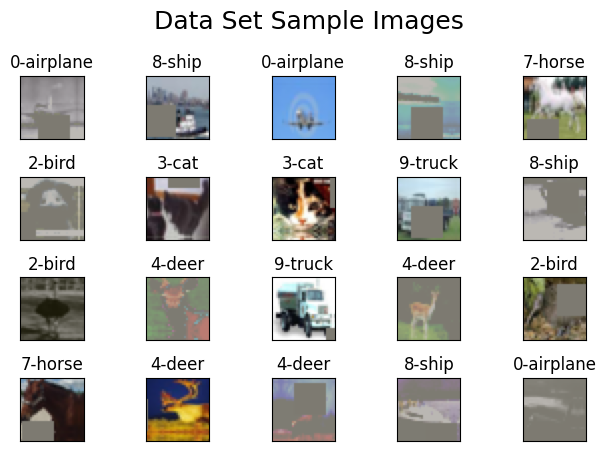 Data Set Sample Images
0-airplane 8-ship 0-airplane 8-ship 7-horse
2-bird 3-cat 3-cat 9-truck 8-ship
2-bird 4-deer 9-truck 4-deer 2-bird
7-horse 4-deer 4-deer 8-ship 0-airplane